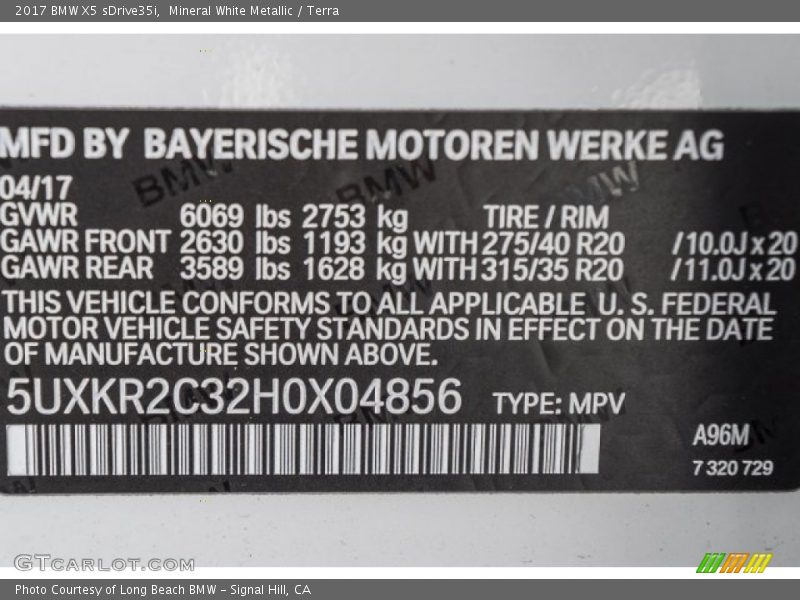 2017 BMW X5 sDrive35i, Mineral White Metallic / Terra
MFD BY BAYERISCHE MOTOREN WERKE AG
04/17
GVWR 6069 lbs 2753 kg TIRE / RIM
GAWR FRONT 2630 lbs 1193 kg WITH 275/40 R20 /10.0J x 20
GAWR REAR 3589 lbs 1628 kg WITH 315/35 R20 /11.0J x 20
THIS VEHICLE CONFORMS TO ALL APPLICABLE U. S. FEDERAL
MOTOR VEHICLE SAFETY STANDARDS IN EFFECT ON THE DATE
OF MANUFACTURE SHOWN ABOVE.
5UXKR2C32H0X04856 TYPE: MPV
A96M
7 320 729
GTCARLOT.COM
Photo Courtesy of Long Beach BMW – Signal Hill, CA